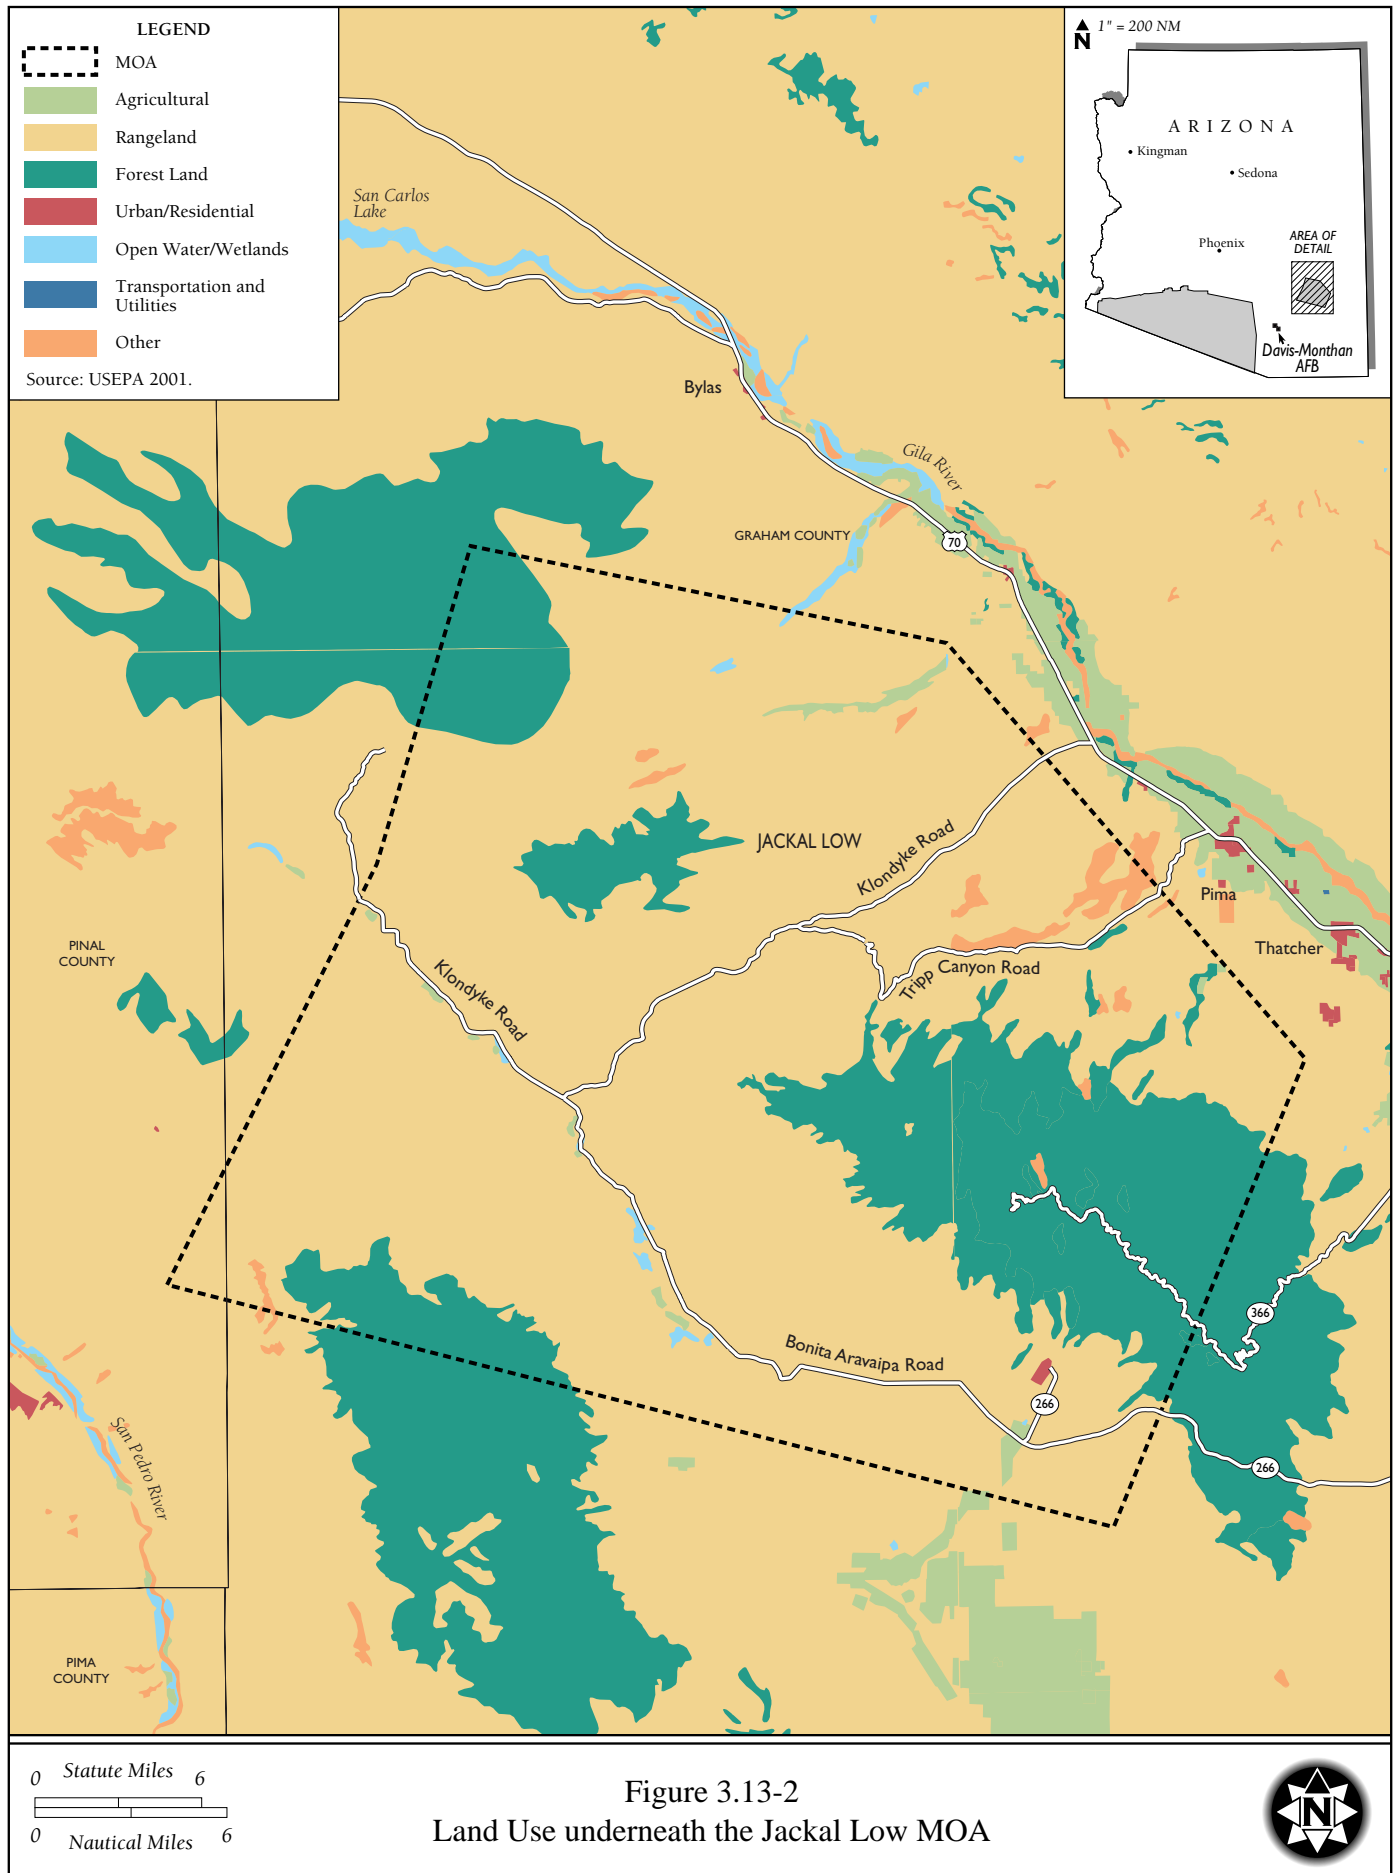 LEGEND
MOA
Agricultural
Rangeland
Forest Land
Urban/Residential
Open Water/Wetlands
Transportation and
Utilities
Other
Source: USEPA 2001.
N
1" = 200 NM
ARIZONA
Kingman
Sedona
Phoenix
AREA OF
DETAIL
Davis-Monthan
AFB
San Carlos
Lake
Bylas
Gila River
GRAHAM COUNTY
70
JACKAL LOW
Klondyke Road
Pima
Thatcher
Tripp Canyon Road
PINAL
COUNTY
Klondyke Road
366
Bonita Aravaipa Road
266
266
San Pedro River
PIMA
COUNTY
0 Statute Miles 6
0 Nautical Miles 6
Figure 3.13-2
Land Use underneath the Jackal Low MOA
N